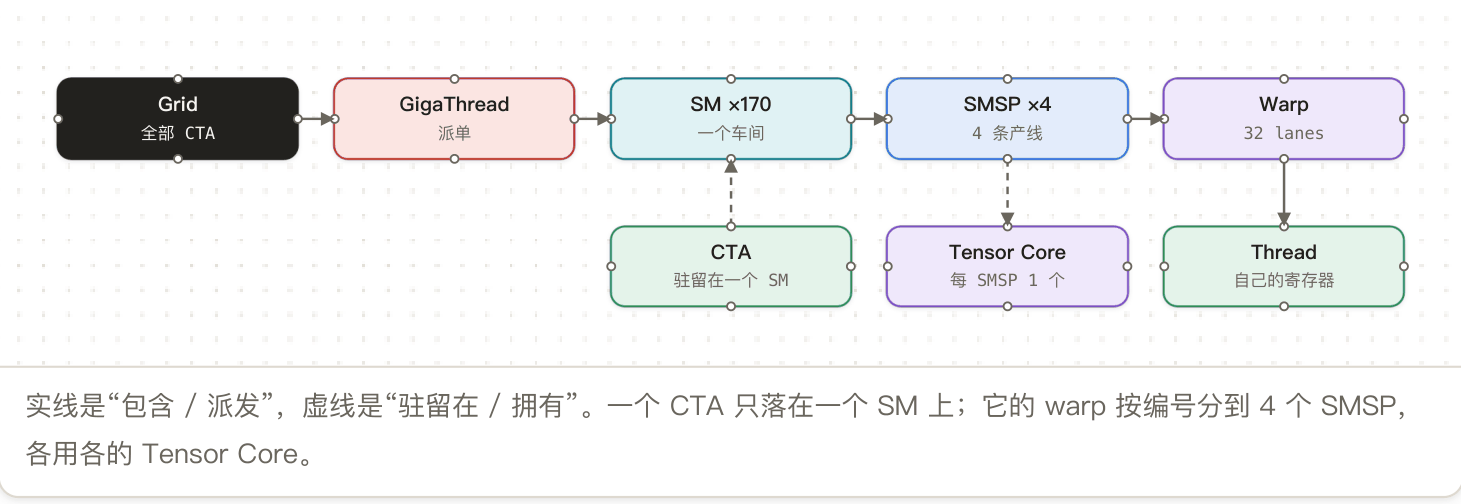 Grid
全部 CTA
GigaThread
派单
SM ×170
一个车间
SMSP ×4
4 条产线
Warp
32 lanes
CTA
驻留在一个 SM
Tensor Core
每 SMSP 1 个
Thread
自己的寄存器
实线是“包含 / 派发”，虚线是“驻留在 / 拥有”。一个 CTA 只落在一个 SM 上；它的 warp 按编号分到 4 个 SMSP，
各用各的 Tensor Core。